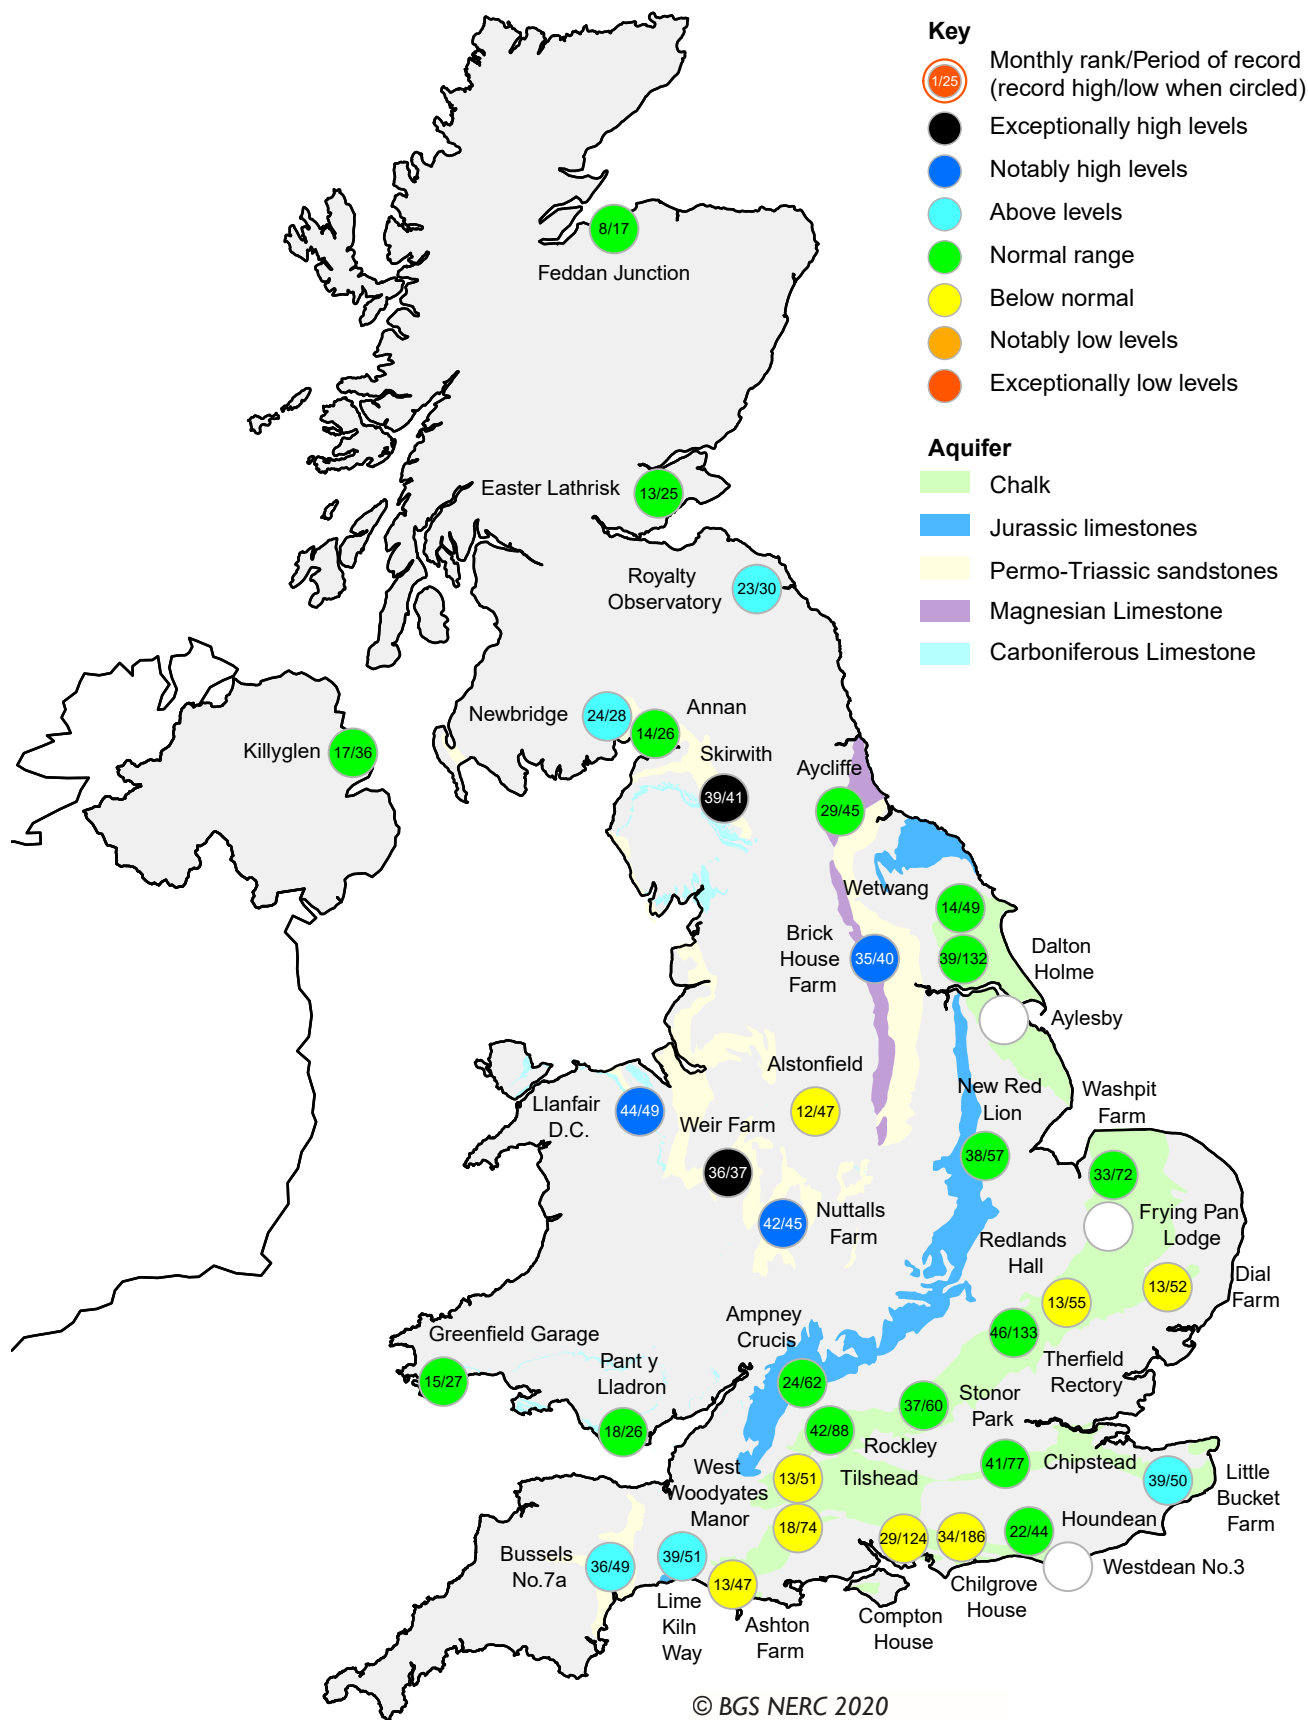 Key
1/25
Monthly rank/Period of record
(record high/low when circled)
Exceptionally high levels
Notably high levels
Above levels
Normal range
Below normal
Notably low levels
Exceptionally low levels
Aquifer
Chalk
Jurassic limestones
Permo-Triassic sandstones
Magnesian Limestone
Carboniferous Limestone
8/17
Feddan Junction
Easter Lathrisk
13/25
Royalty
Observatory
23/30
Newbridge
24/28
Annan
14/26
Killyglen
17/36
Skirwith
39/41
Aycliffe
29/45
Wetwang
14/49
Brick
House
Farm
35/40
39/132
Dalton
Holme
Aylesby
Alstonfield
12/47
New Red
Lion
38/57
Washpit
Farm
33/72
Llanfair
D.C.
44/49
Weir Farm
36/37
42/45
Nuttalls
Farm
Frying Pan
Lodge
Redlands
Hall
13/55
13/52
Dial
Farm
Ampney
Crucis
24/62
46/133
Therfield
Rectory
Greenfield Garage
15/27
Pant y
Lladron
18/26
37/60
Stonor
Park
42/88
Rockley
West
Woodyates
Manor
13/51
Tilshead
18/74
41/77
Chipstead
39/50
Little
Bucket
Farm
29/124
34/186
22/44
Houndean
Westdean No.3
Chilgrove
House
Compton
House
Bussels
No.7a
36/49
39/51
Lime
Kiln
Way
13/47
Ashton
Farm
© BGS NERC 2020